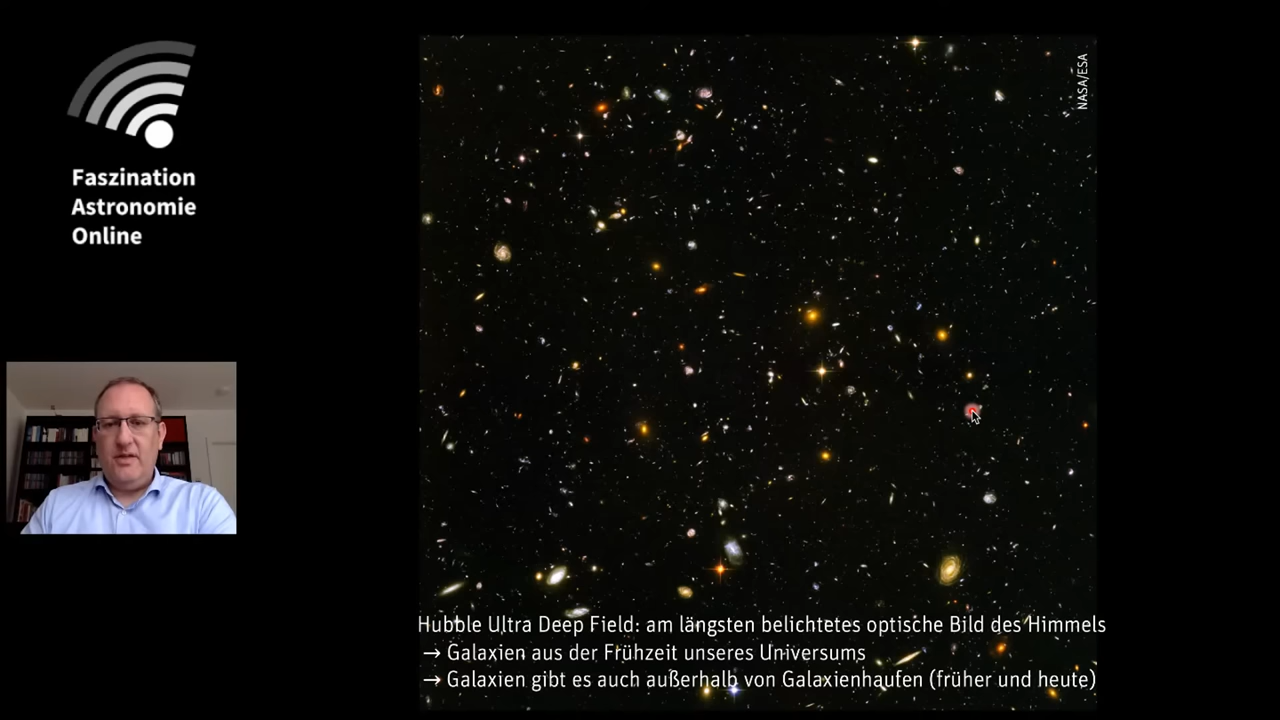 Faszination
Astronomie
Online
NASA/ESA
Hubble Ultra Deep Field: am längsten belichtetes optische Bild des Himmels
→ Galaxien aus der Frühzeit unseres Universums
→ Galaxien gibt es auch außerhalb von Galaxienhaufen (früher und heute)